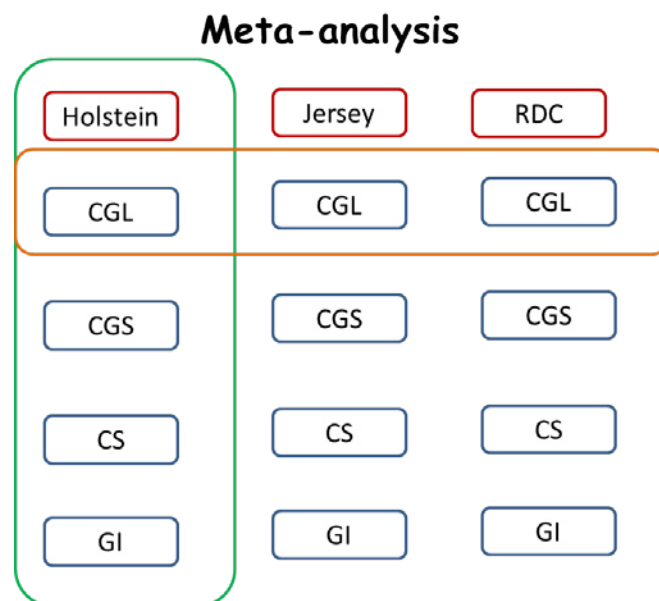 Meta-analysis
Holstein Jersey RDC
CGL CGL CGL
CGS CGS CGS
CS CS CS
GI GI GI